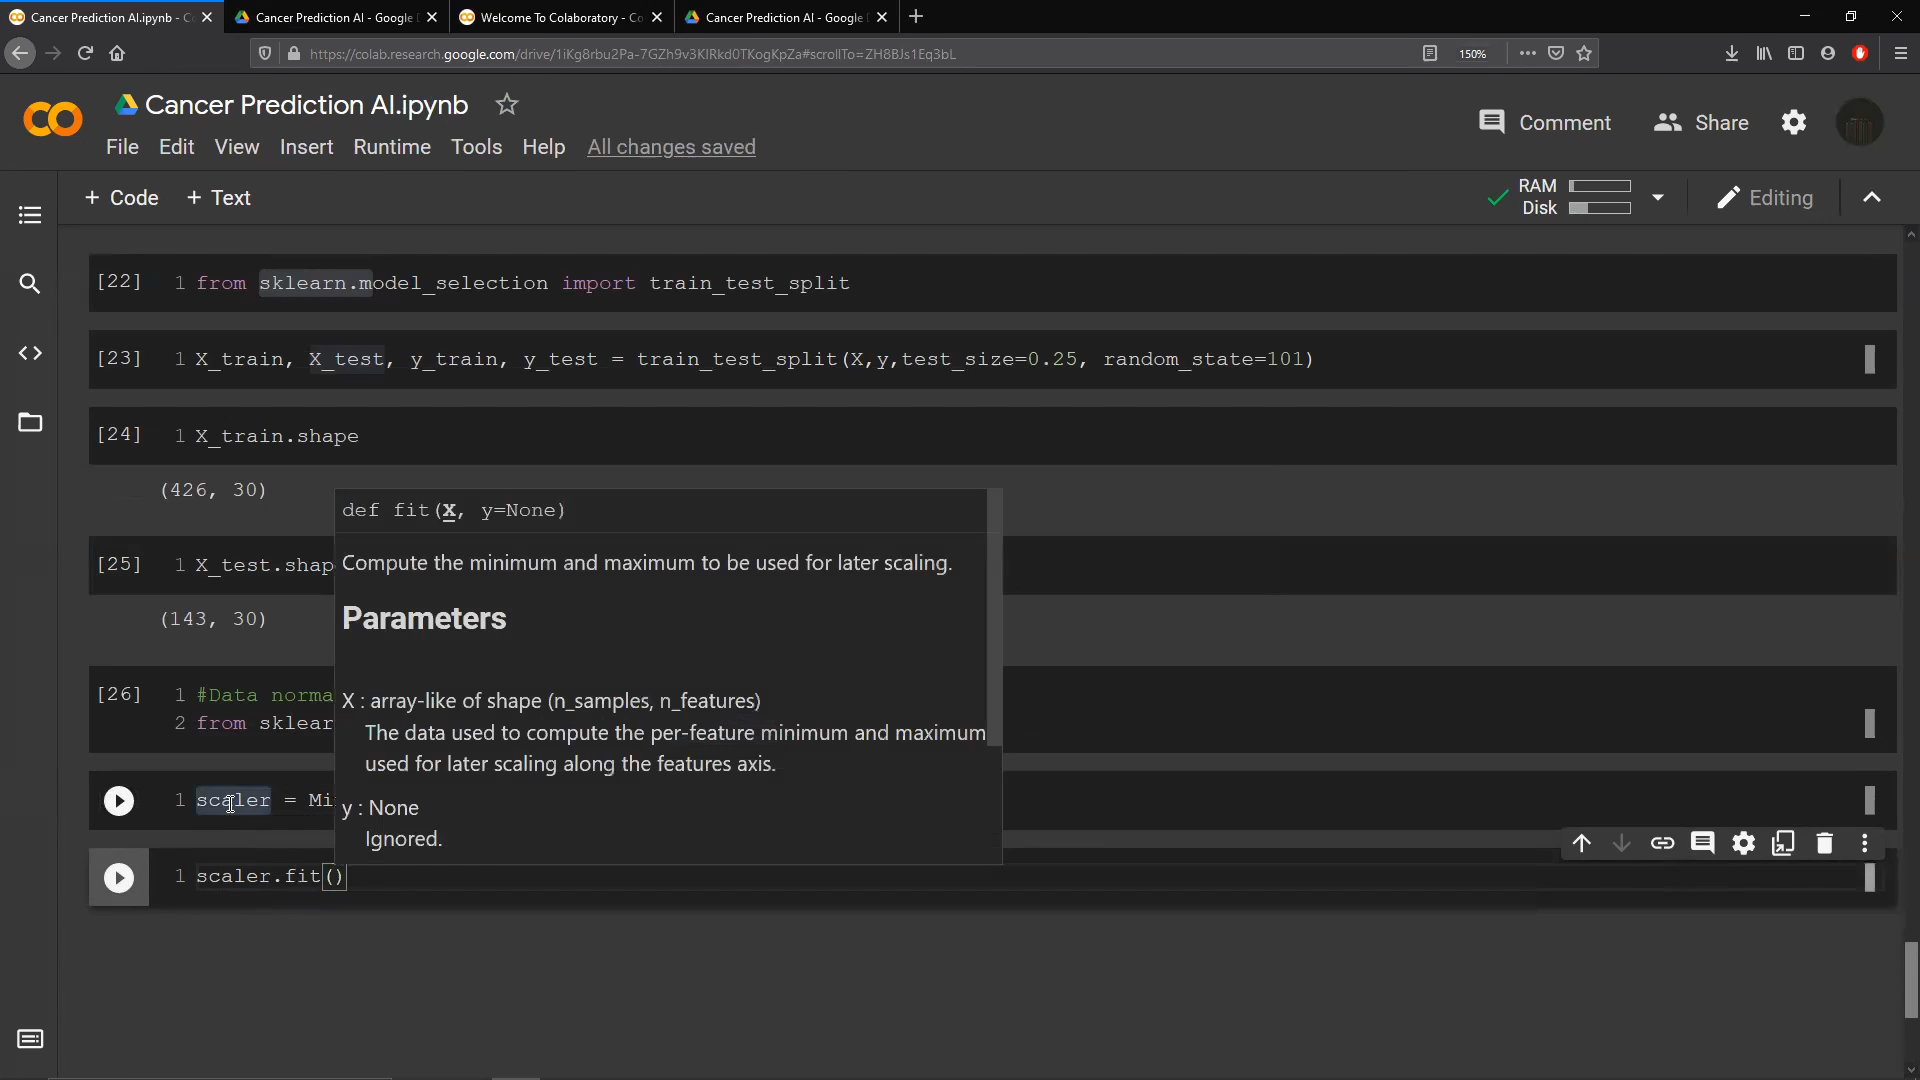 Cancer Prediction AI.ipynb - Co
Cancer Prediction AI - Google
Welcome To Colaboratory - Co
Cancer Prediction AI - Google
https://colab.research.google.com/drive/1iKg8rbu2Pa-7GZh9v3KlRkd0TKogKpZa#scrollTo=ZH8BJs1Eq3bL
150%
Cancer Prediction AI.ipynb
Comment
Share
File Edit View Insert Runtime Tools Help All changes saved
+ Code + Text
RAM
Disk
Editing
[22] 1 from sklearn.model_selection import train_test_split
[23] 1 X_train, X_test, y_train, y_test = train_test_split(X,y,test_size=0.25, random_state=101)
[24] 1 X_train.shape
(426, 30)
def fit(X, y=None)
[25] 1 X_test.shap
Compute the minimum and maximum to be used for later scaling.
(143, 30)
Parameters
[26] 1 #Data norma
X : array-like of shape (n_samples, n_features)
2 from sklear
The data used to compute the per-feature minimum and maximum
used for later scaling along the features axis.
1 scaler = Mi
y : None
Ignored.
1 scaler.fit()